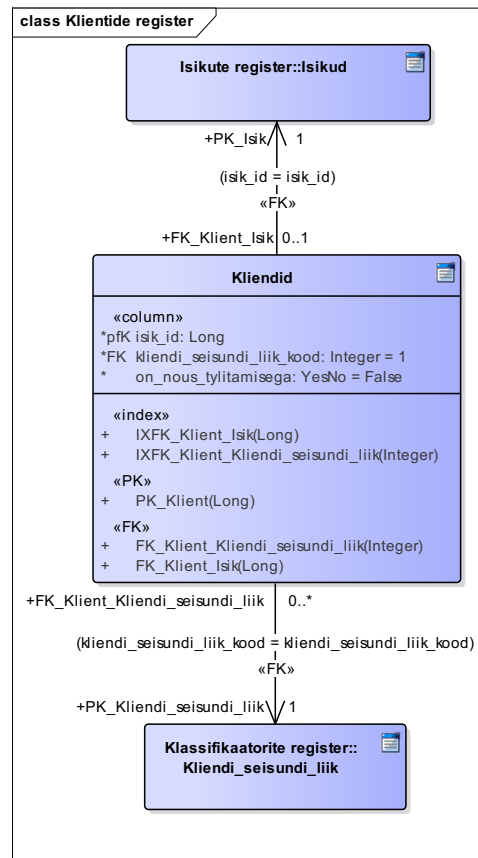 class Klientide register
Isikute register::Isikud
+PK_Isik 1
(isik_id = isik_id)
«FK»
+FK_Klient_Isik 0..1
Kliendid
«column»
*pfK isik_id: Long
*FK kliendi_seisundi_liik_kood: Integer = 1
* on_nous_tylitamisega: YesNo = False
«index»
+ IXFK_Klient_Isik(Long)
+ IXFK_Klient_Kliendi_seisundi_liik(Integer)
«PK»
+ PK_Klient(Long)
«FK»
+ FK_Klient_Kliendi_seisundi_liik(Integer)
+ FK_Klient_Isik(Long)
+FK_Klient_Kliendi_seisundi_liik 0..*
(kliendi_seisundi_liik_kood = kliendi_seisundi_liik_kood)
«FK»
+PK_Kliendi_seisundi_liik 1
Klassifikaatorite register::
Kliendi_seisundi_liik